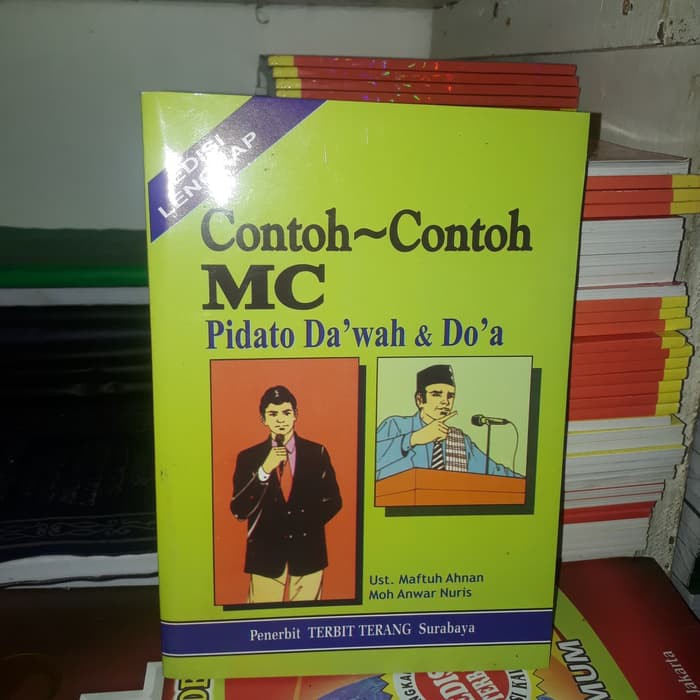 EDISI
LENGKAP
Contoh~Contoh
MC
Pidato Da'wah & Do'a
Ust. Maftuh Ahnan
Moh Anwar Nuris
Penerbit TERBIT TERANG Surabaya
UMUM